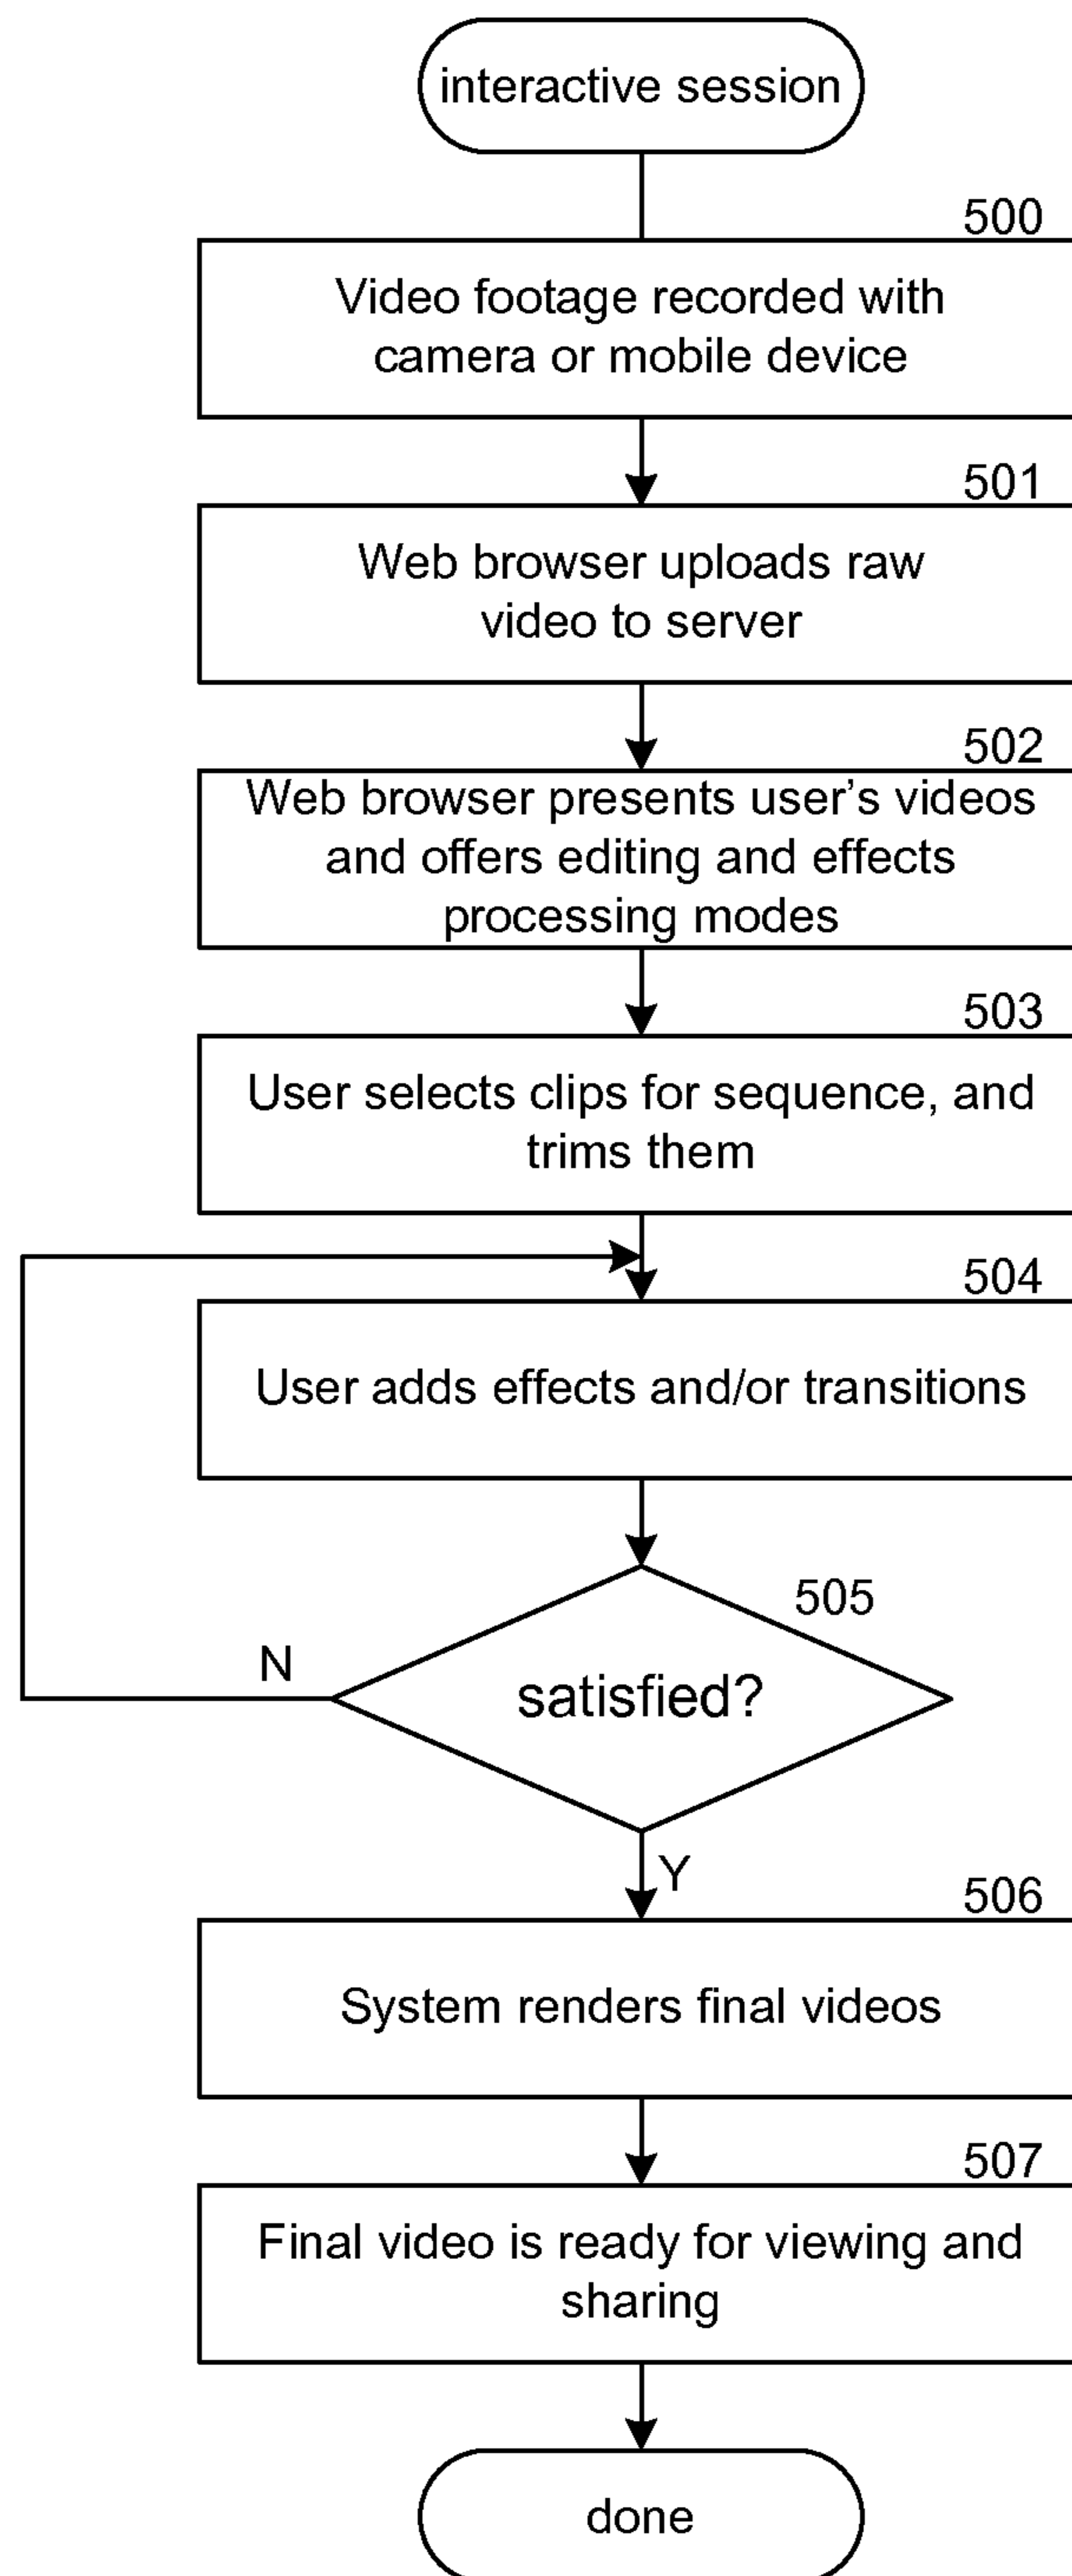 interactive session
500
Video footage recorded with
camera or mobile device
501
Web browser uploads raw
video to server
502
Web browser presents user’s videos
and offers editing and effects
processing modes
503
User selects clips for sequence, and
trims them
504
User adds effects and/or transitions
505
satisfied?
N
Y
506
System renders final videos
507
Final video is ready for viewing and
sharing
done